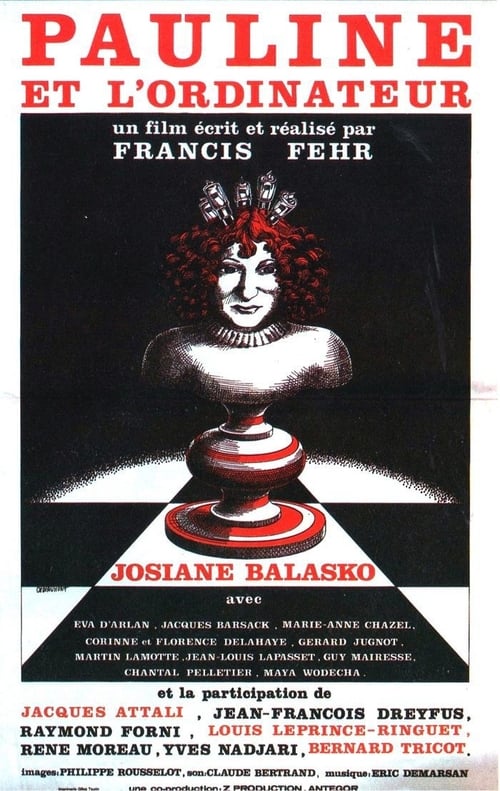 PAULINE
ET L'ORDINATEUR
un film écrit et réalisé par
FRANCIS FEHR
JOSIANE BALASKO
avec
EVA D'ARLAN , JACQUES BARSACK , MARIE-ANNE CHAZEL,
CORINNE et FLORENCE DELAHAYE , GERARD JUGNOT,
MARTIN LAMOTTE ,JEAN-LOUIS LAPASSET , GUY MAIRESSE,
CHANTAL PELLETIER , MAYA WODECHA.
et la participation de
JACQUES ATTALI , JEAN-FRANCOIS DREYFUS,
RAYMOND FORNI , LOUIS LEPRINCE-RINGUET,
RENE MOREAU ,YVES NADJARI, BERNARD TRICOT.
images:PHILIPPE ROUSSELOT, son:CLAUDE BERTRAND, musique:ERIC DEMARSAN
une co-production: Z PRODUCTION, ANTEGOR